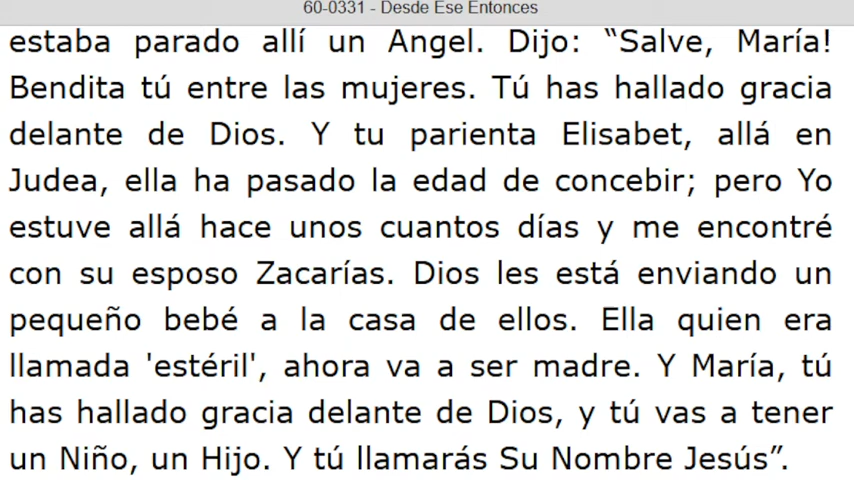 60-0331 - Desde Ese Entonces
estaba parado allí un Angel. Dijo: “Salve, María!
Bendita tú entre las mujeres. Tú has hallado gracia
delante de Dios. Y tu parienta Elisabet, allá en
Judea, ella ha pasado la edad de concebir; pero Yo
estuve allá hace unos cuantos días y me encontré
con su esposo Zacarías. Dios les está enviando un
pequeño bebé a la casa de ellos. Ella quien era
llamada 'estéril', ahora va a ser madre. Y María, tú
has hallado gracia delante de Dios, y tú vas a tener
un Niño, un Hijo. Y tú llamarás Su Nombre Jesús”.